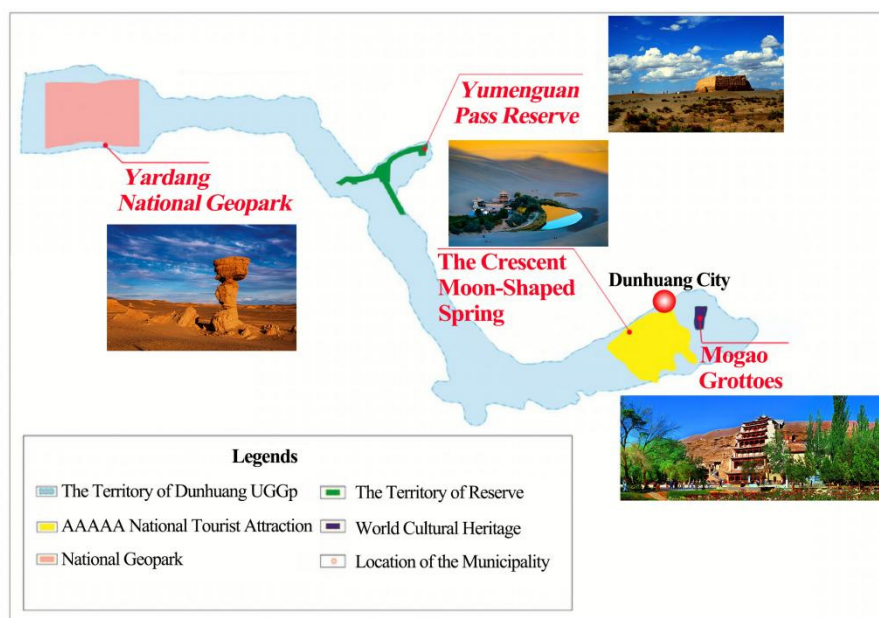 Yumenguan
Pass Reserve
Yardang
National Geopark
The Crescent
Moon-Shaped
Spring
Dunhuang City
Mogao
Grottoes
Legends
The Territory of Dunhuang UGGp
The Territory of Reserve
AAAAA National Tourist Attraction
World Cultural Heritage
National Geopark
Location of the Municipality